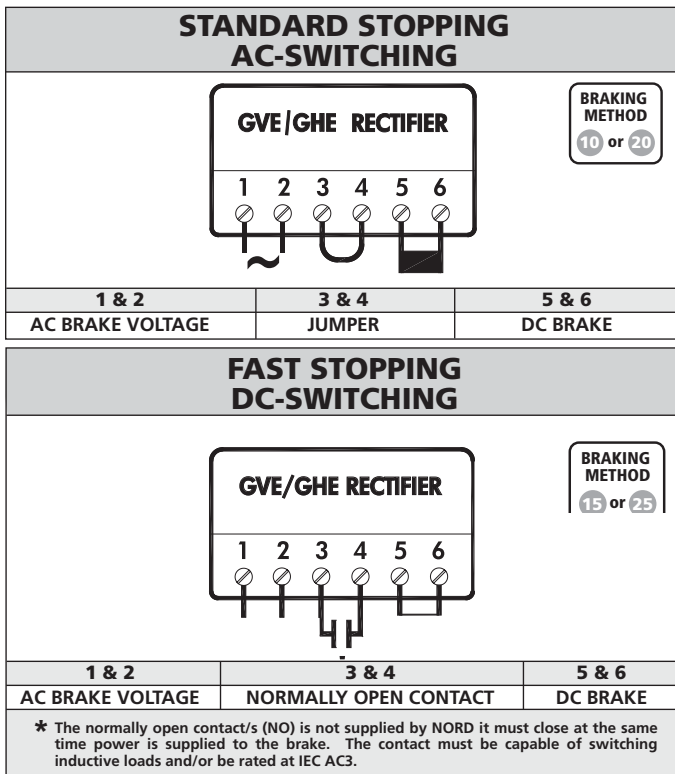 STANDARD STOPPING
AC-SWITCHING
BRAKING
METHOD
10 or 20
GVE/GHE RECTIFIER
1 2 3 4 5 6
1 & 2 3 & 4 5 & 6
AC BRAKE VOLTAGE JUMPER DC BRAKE
FAST STOPPING
DC-SWITCHING
BRAKING
METHOD
15 or 25
GVE/GHE RECTIFIER
1 2 3 4 5 6
1 & 2 3 & 4 5 & 6
AC BRAKE VOLTAGE NORMALLY OPEN CONTACT DC BRAKE
* The normally open contact/s (NO) is not supplied by NORD it must close at the same
time power is supplied to the brake. The contact must be capable of switching
inductive loads and/or be rated at IEC AC3.